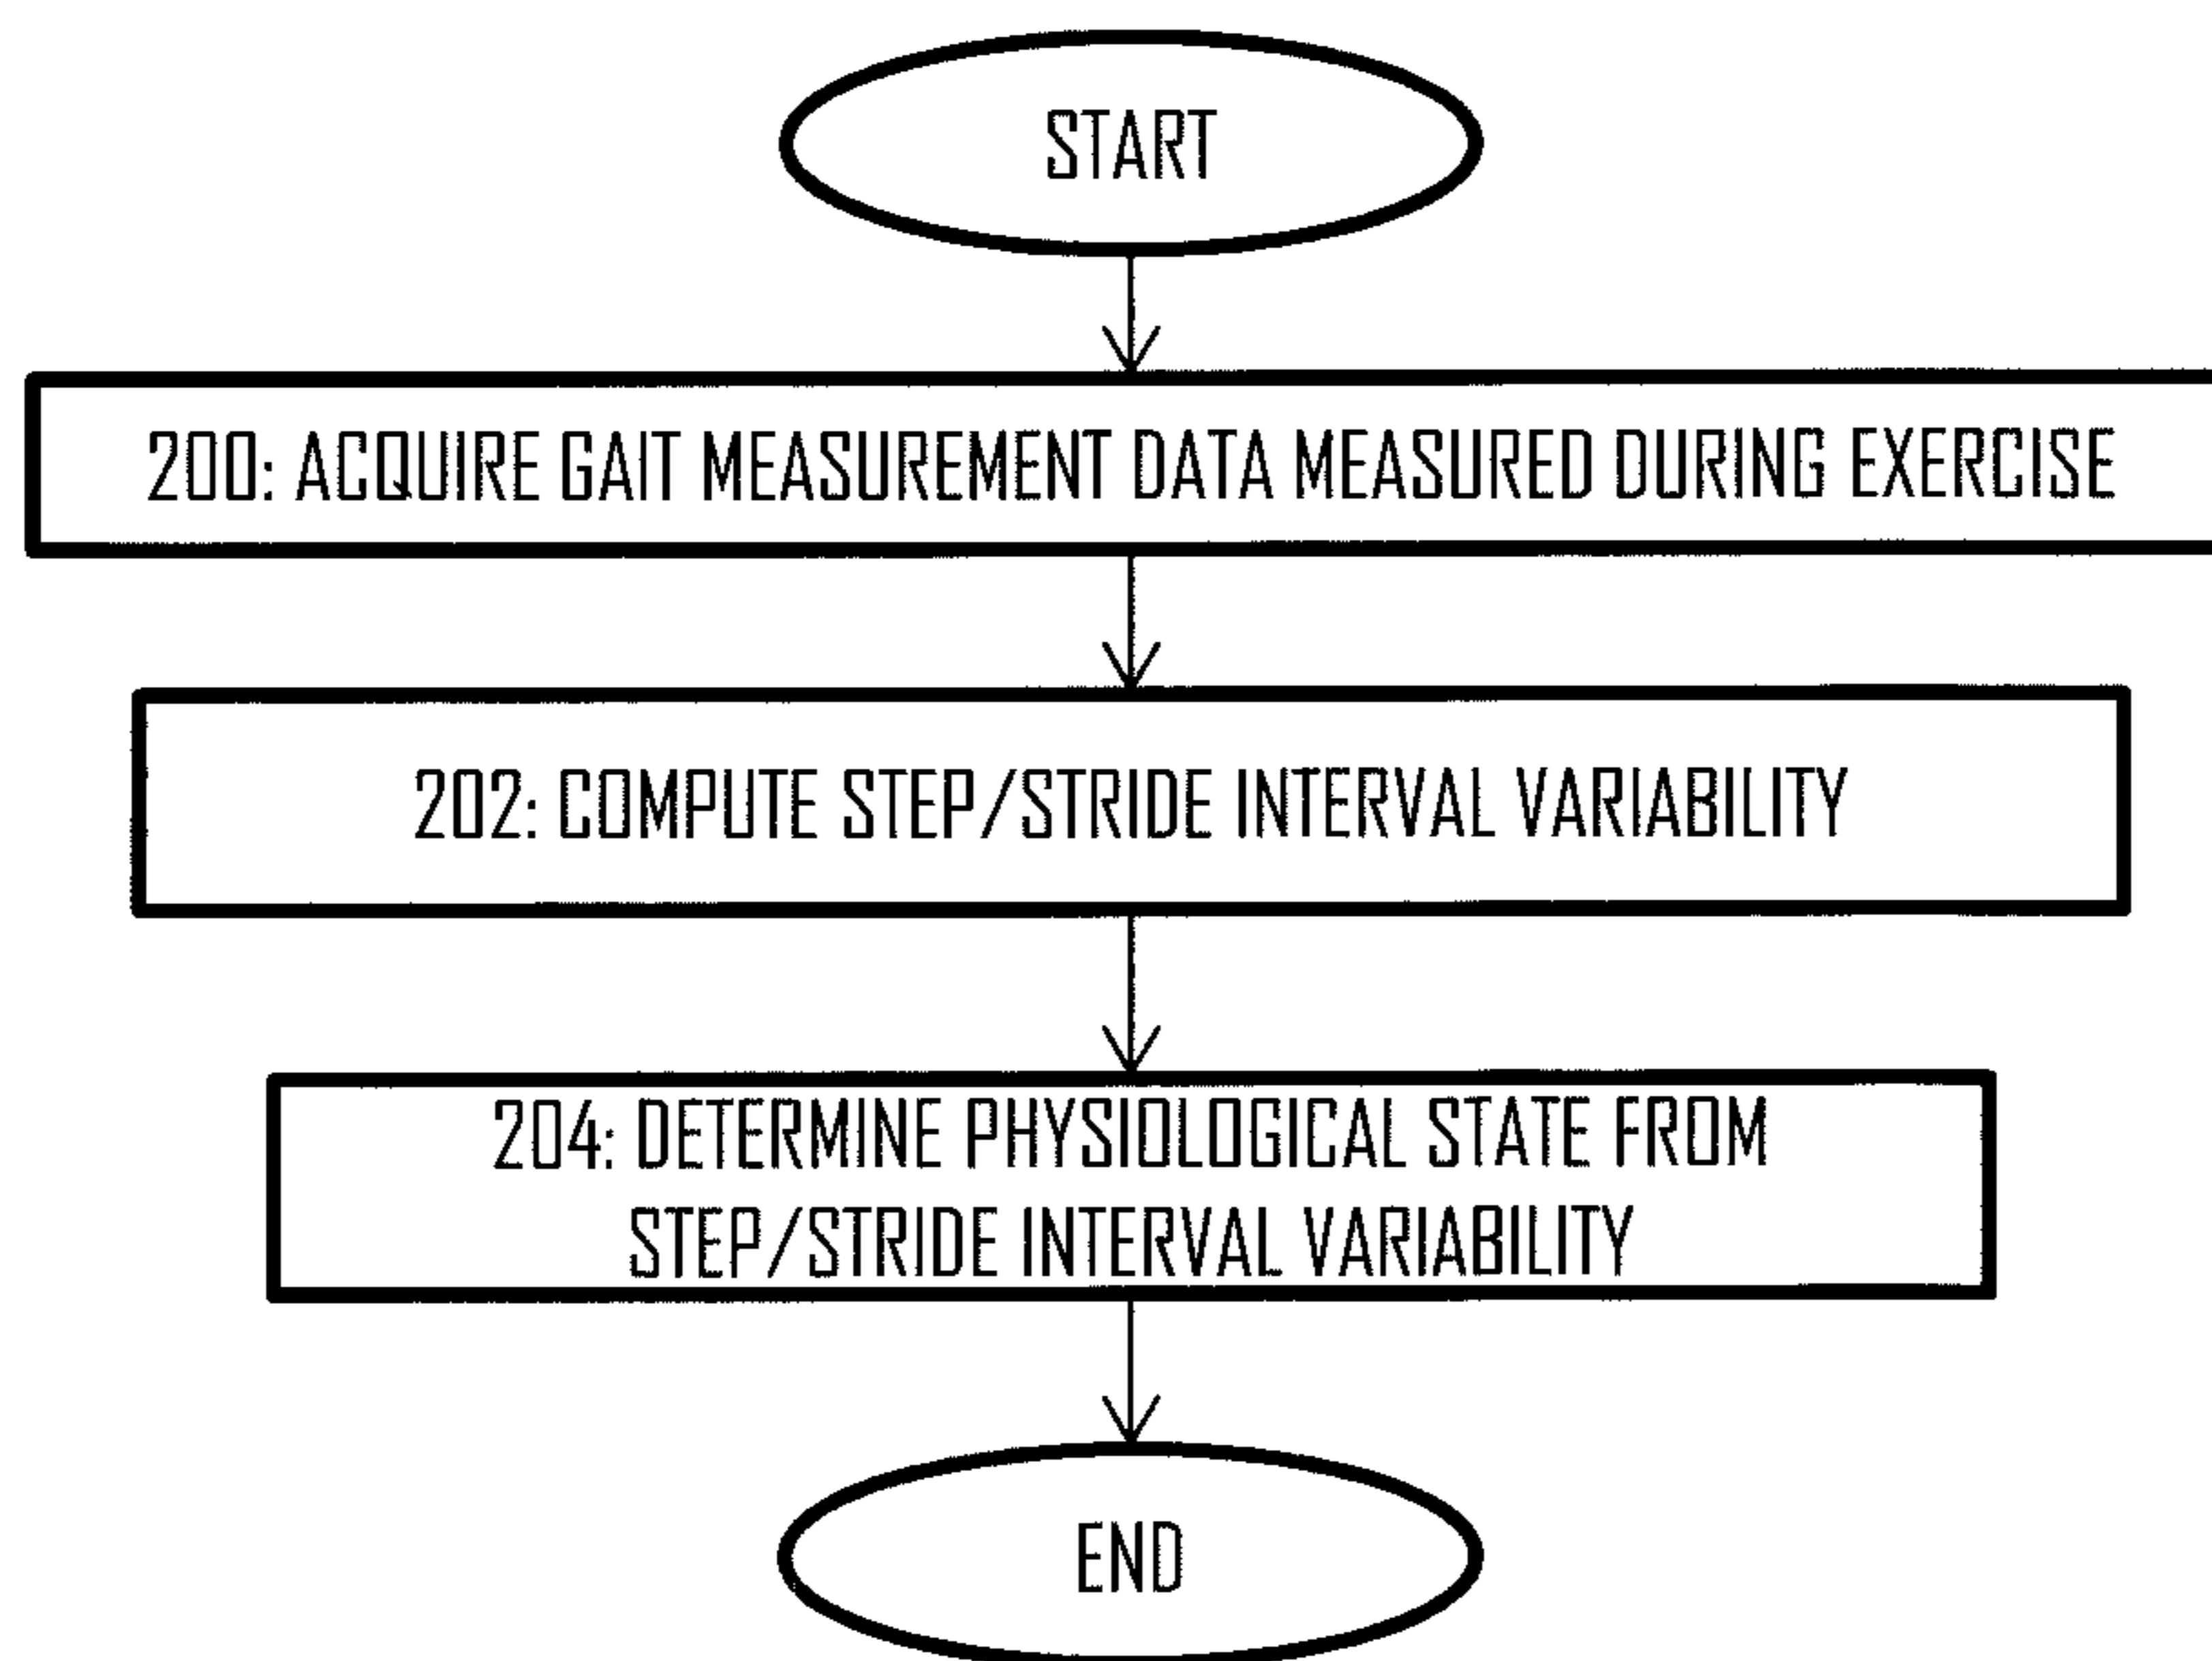 START
200: ACQUIRE GAIT MEASUREMENT DATA MEASURED DURING EXERCISE
202: COMPUTE STEP/STRIDE INTERVAL VARIABILITY
204: DETERMINE PHYSIOLOGICAL STATE FROM
STEP/STRIDE INTERVAL VARIABILITY
END